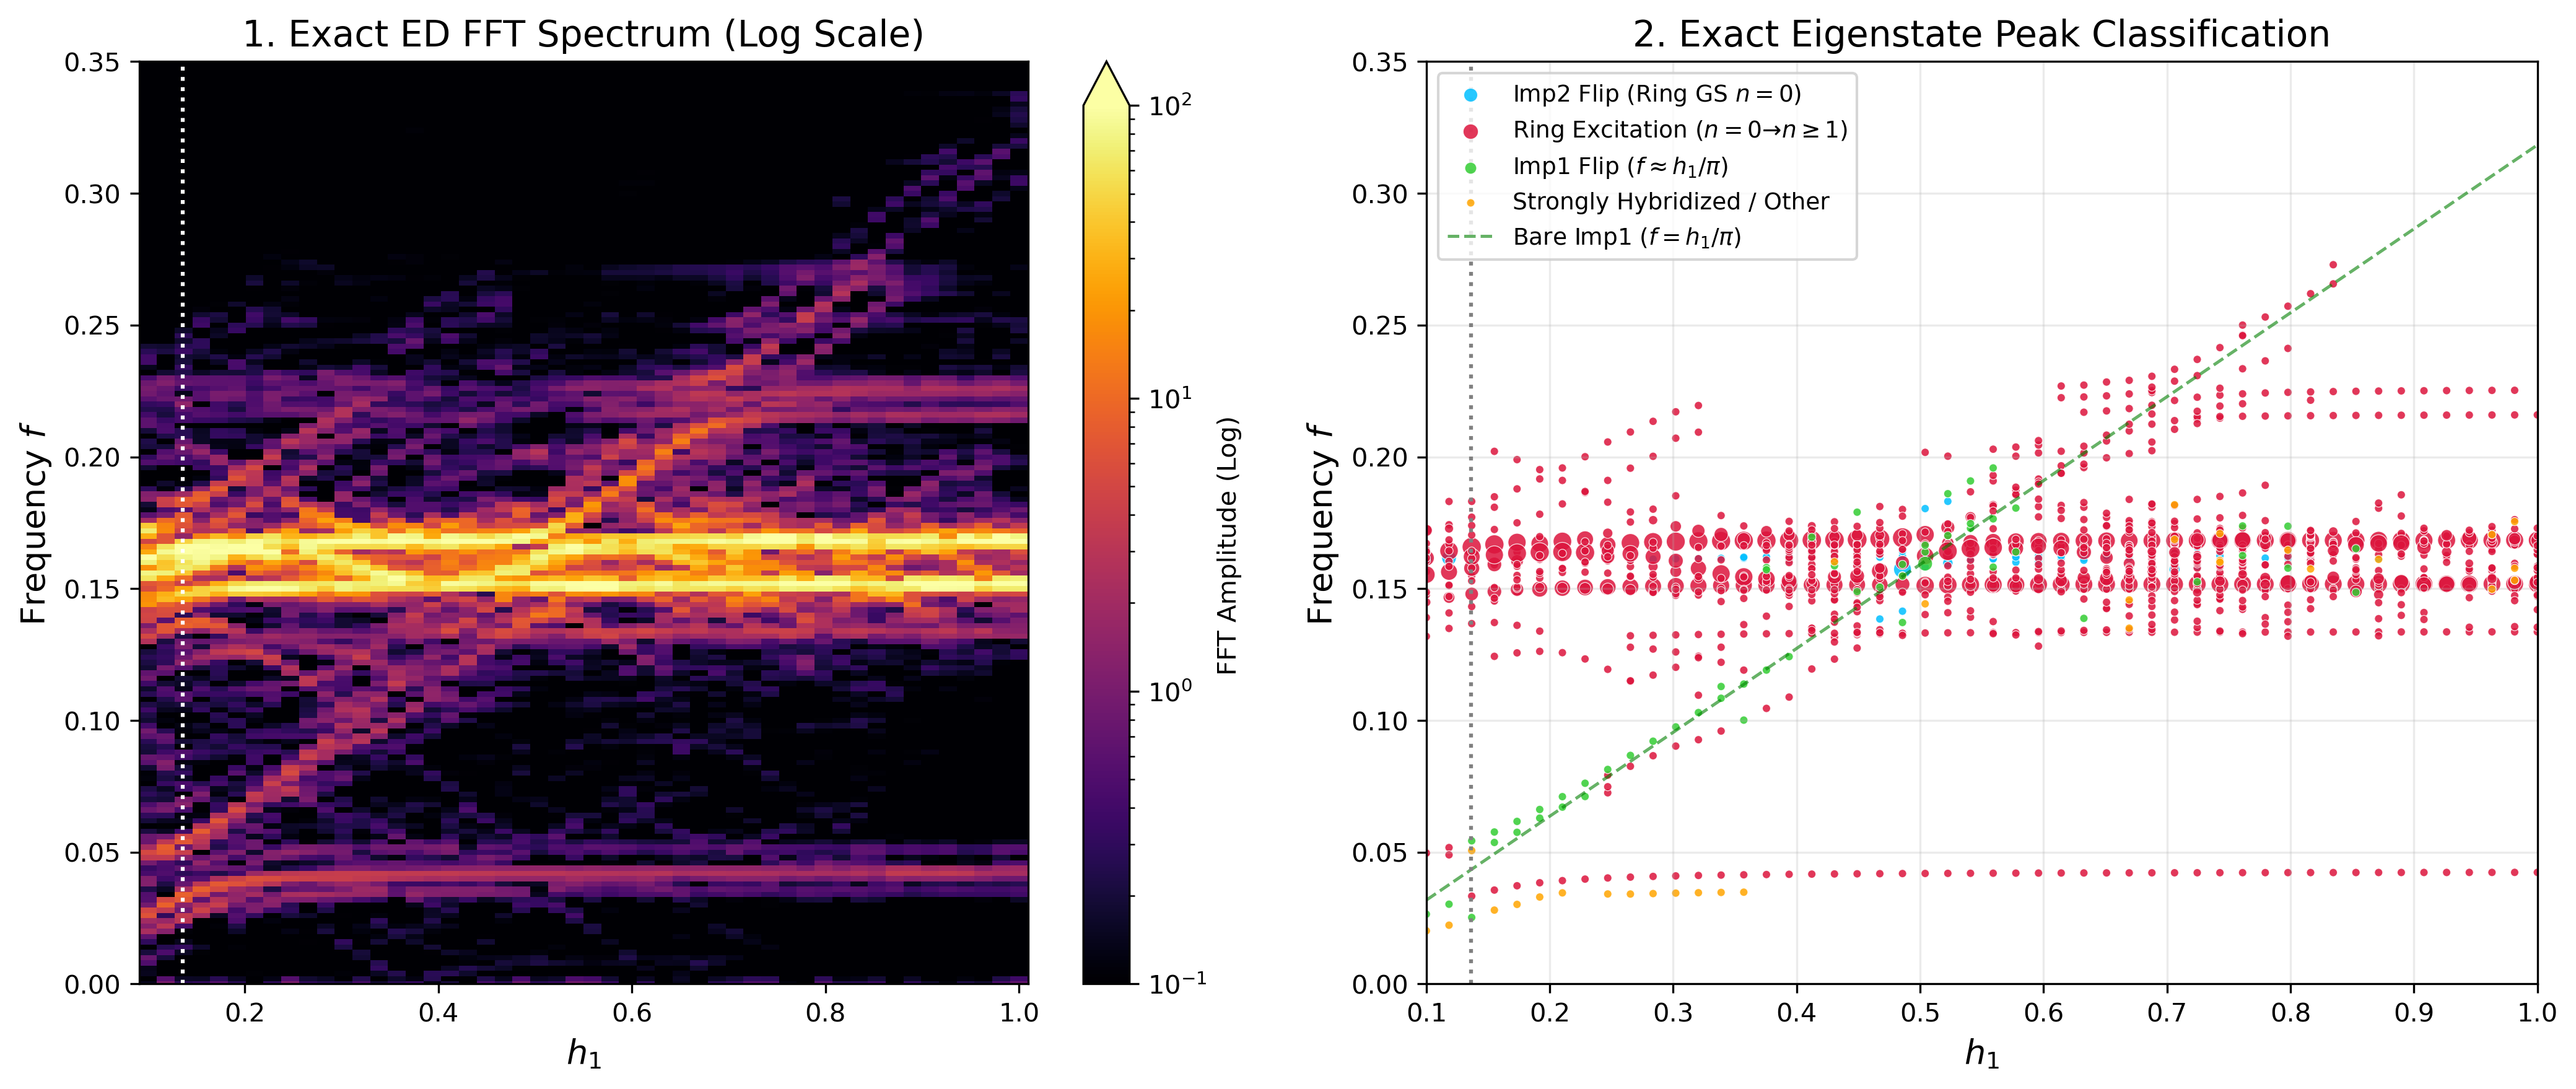 1. Exact ED FFT Spectrum (Log Scale)
Frequency f
0.35
0.30
0.25
0.20
0.15
0.10
0.05
0.00
0.2
0.4
0.6
0.8
1.0
h₁
10²
10¹
10⁰
10⁻¹
FFT Amplitude (Log)
2. Exact Eigenstate Peak Classification
Frequency f
0.35
0.30
0.25
0.20
0.15
0.10
0.05
0.00
Imp2 Flip (Ring GS n = 0)
Ring Excitation (n = 0→n ≥ 1)
Imp1 Flip (f ≈ h₁/π)
Strongly Hybridized / Other
Bare Imp1 (f = h₁/π)
0.1
0.2
0.3
0.4
0.5
0.6
0.7
0.8
0.9
1.0
h₁